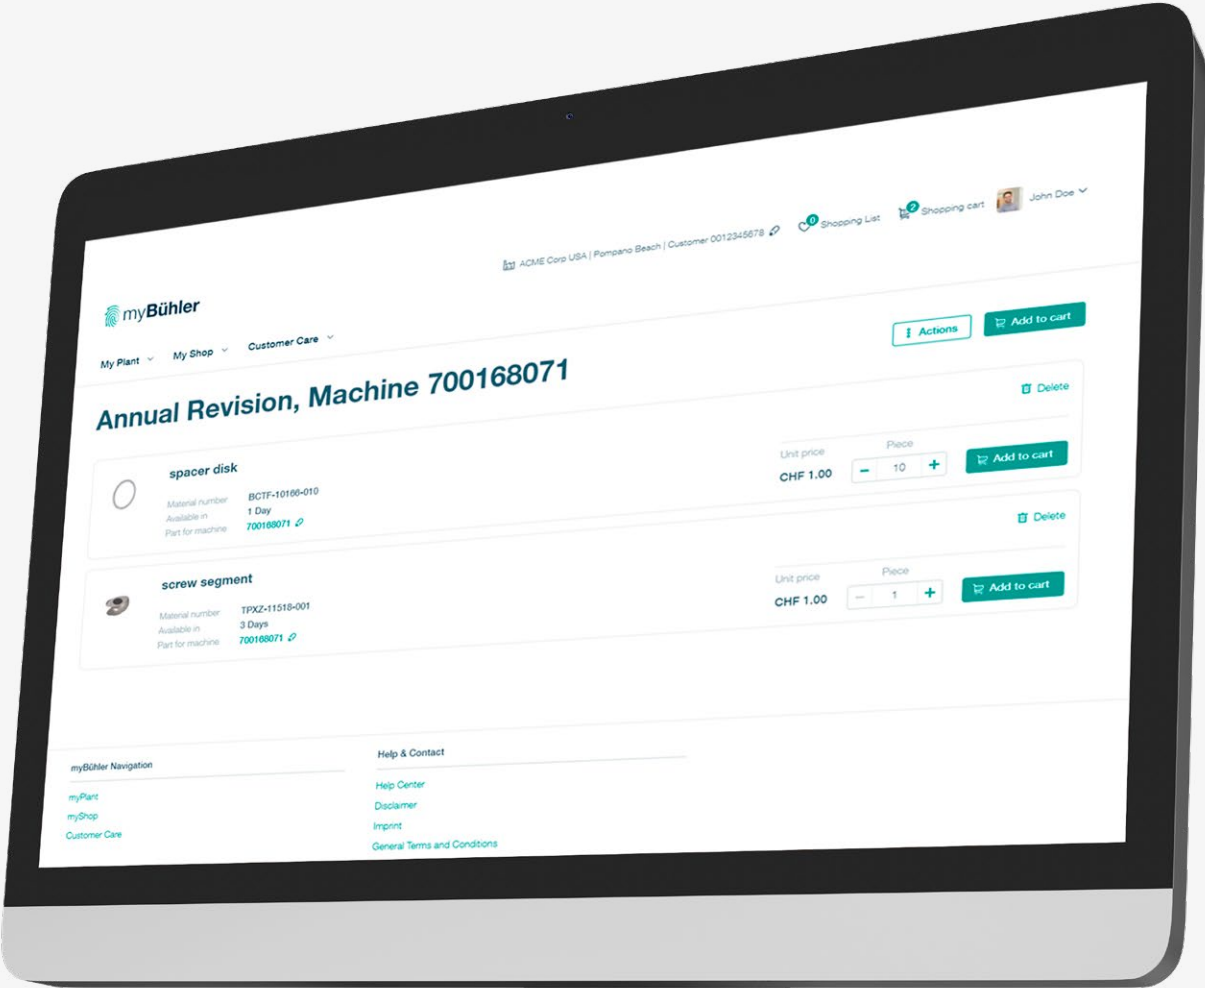 ACME Corp USA | Pompano Beach | Customer 0012345678
0 Shopping List
2 Shopping cart
John Doe
myBühler
My Plant
My Shop
Customer Care
Annual Revision, Machine 700168071
Actions
Add to cart
Delete
spacer disk
Material number BCTF-10166-010
Available in 1 Day
Part for machine 700168071
Unit price
CHF 1.00
Piece
− 10 +
Add to cart
Delete
screw segment
Material number TPXZ-11518-001
Available in 3 Days
Part for machine 700168071
Unit price
CHF 1.00
Piece
− 1 +
Add to cart
myBühler Navigation
myPlant
myShop
Customer Care
Help & Contact
Help Center
Disclaimer
Imprint
General Terms and Conditions